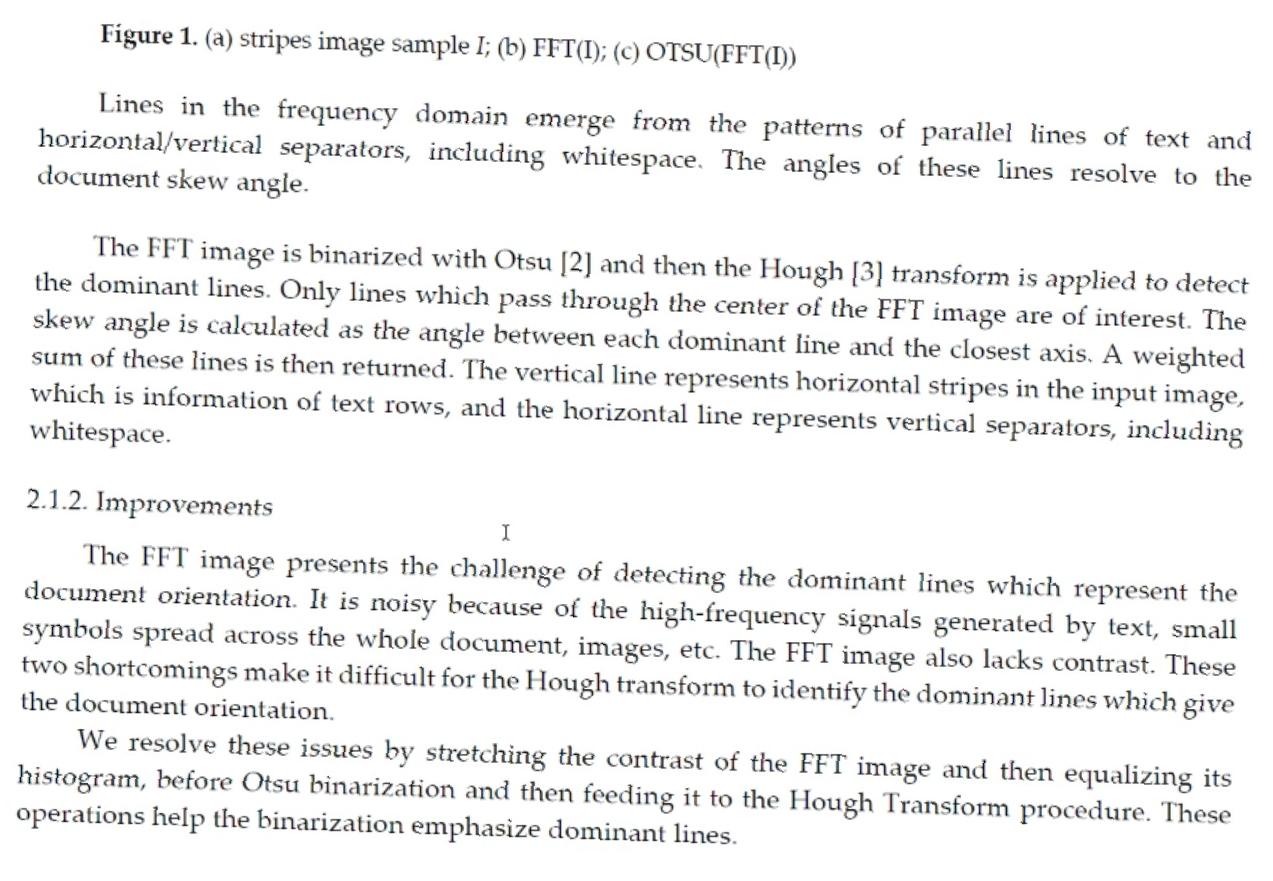 Figure 1. (a) stripes image sample I; (b) FFT(I); (c) OTSU(FFT(I))
Lines in the frequency domain emerge from the patterns of parallel lines of text and
horizontal/vertical separators, including whitespace. The angles of these lines resolve to the
document skew angle.
The FFT image is binarized with Otsu [2] and then the Hough [3] transform is applied to detect
the dominant lines. Only lines which pass through the center of the FFT image are of interest. The
skew angle is calculated as the angle between each dominant line and the closest axis. A weighted
sum of these lines is then returned. The vertical line represents horizontal stripes in the input image,
which is information of text rows, and the horizontal line represents vertical separators, including
whitespace.
2.1.2. Improvements
The FFT image presents the challenge of detecting the dominant lines which represent the
document orientation. It is noisy because of the high-frequency signals generated by text, small
symbols spread across the whole document, images, etc. The FFT image also lacks contrast. These
two shortcomings make it difficult for the Hough transform to identify the dominant lines which give
the document orientation.
We resolve these issues by stretching the contrast of the FFT image and then equalizing its
histogram, before Otsu binarization and then feeding it to the Hough Transform procedure. These
operations help the binarization emphasize dominant lines.